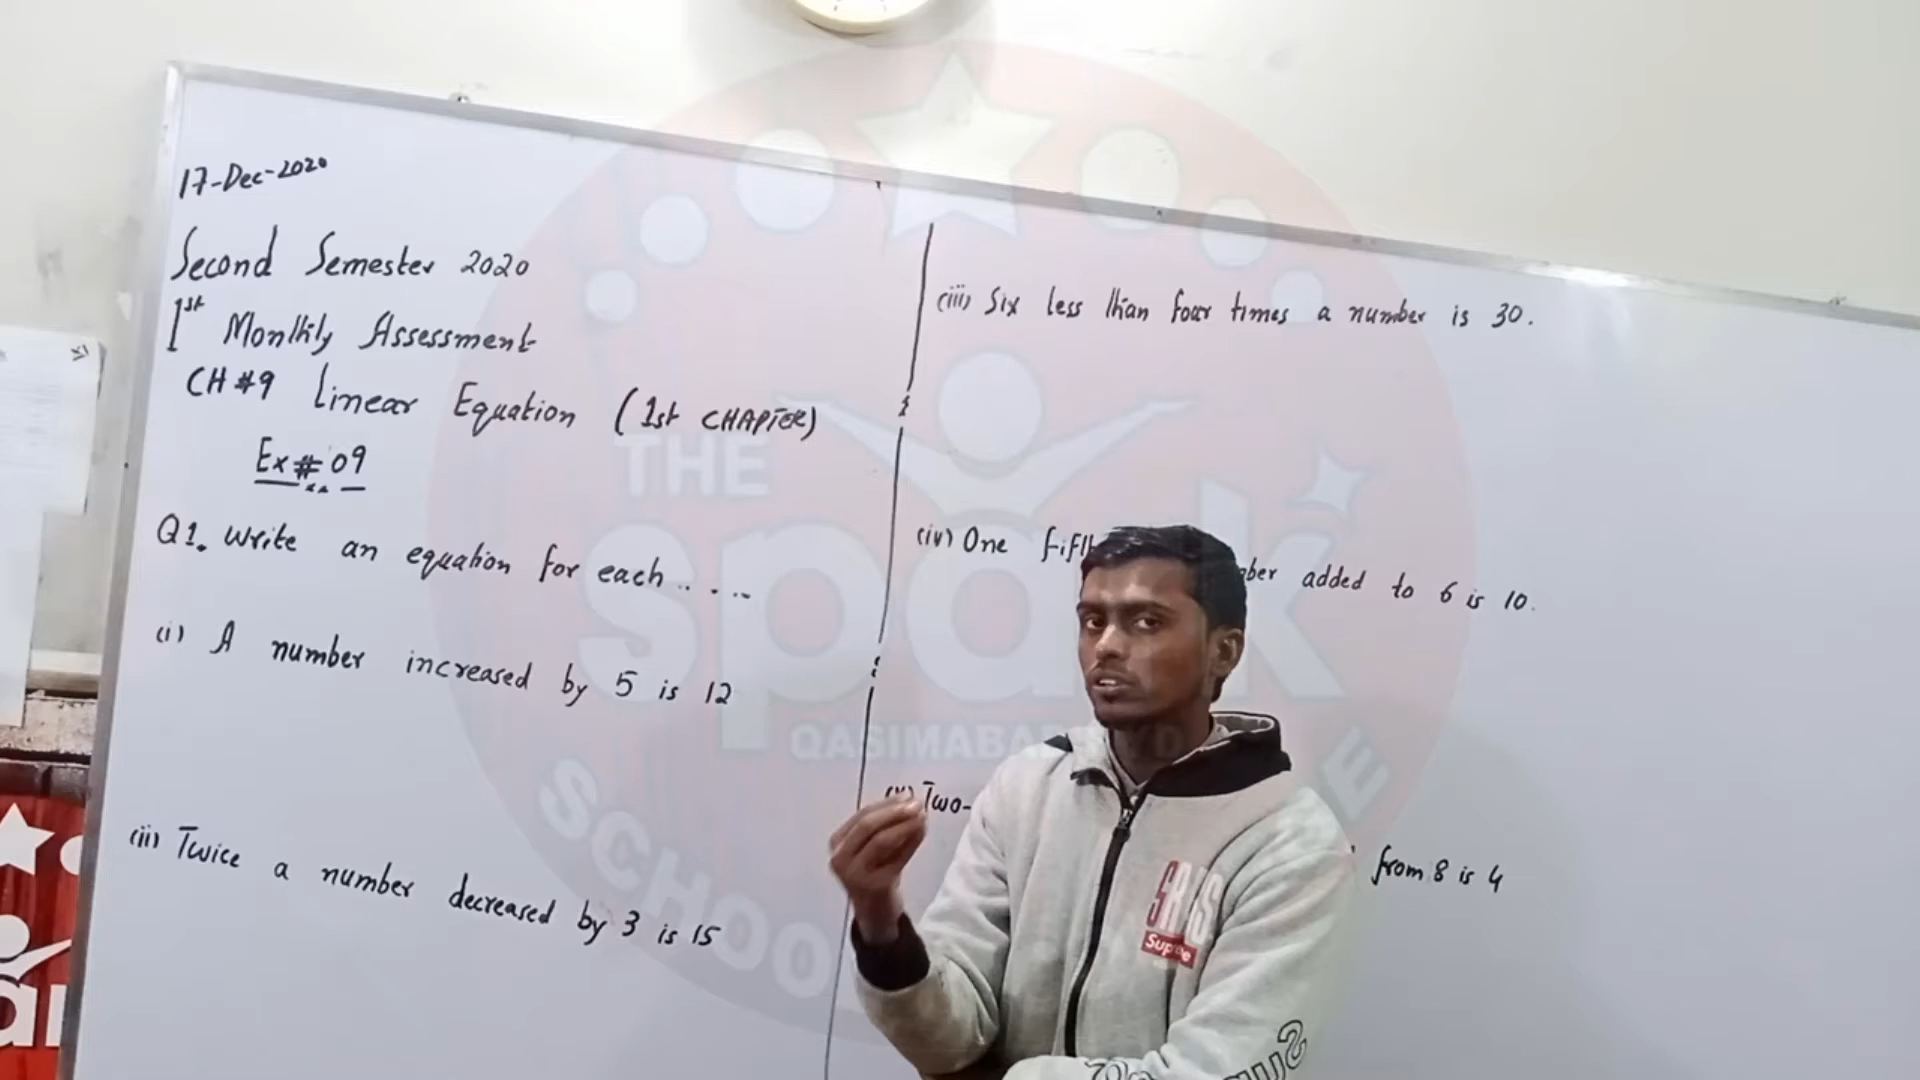 17-Dec-2020
Second Semester 2020
1st Monthly Assessment
CH#9 Linear Equation (1st CHAPTER)
Ex# 09
Q1. Write an equation for each ....
(i) A number increased by 5 is 12
(ii) Twice a number decreased by 3 is 15
(iii) Six less than four times a number is 30.
(iv) One added to 6 is 10.
Two-
from 8 is 4
THE
spark
QASIMABAD
SCHOO
Supreme